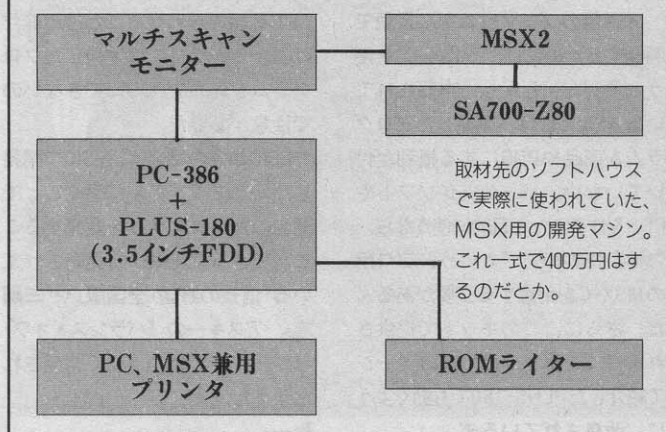 マルチスキャン
モニター
MSX2
SA700-Z80
PC-386
+
PLUS-180
(3.5インチFDD)
取材先のソフトハウス
で実際に使われていた、
MSX用の開発マシン。
これ一式で400万円はす
るのだとか。
PC、MSX兼用
プリンタ
ROMライター